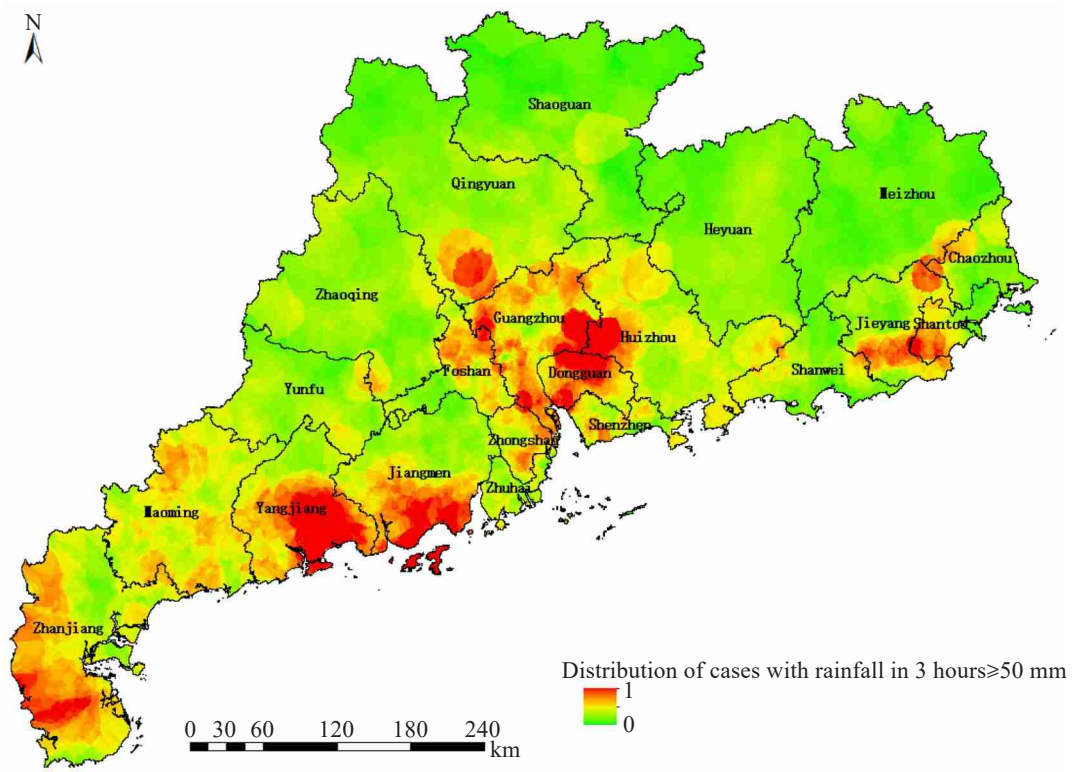 N
Shaoguan
Qingyuan
Meizhou
Heyuan
Chaozhou
Zhaoqing
Guangzhou
Jieyang Shantou
Huizhou
Foshan
Dongguan
Shanwei
Yunfu
Shenzhen
Zhongshan
Jiangmen
Zhuhai
Yangjiang
Maoming
Zhanjiang
Distribution of cases with rainfall in 3 hours≥50 mm
1
0
0 30 60 120 180 240
km